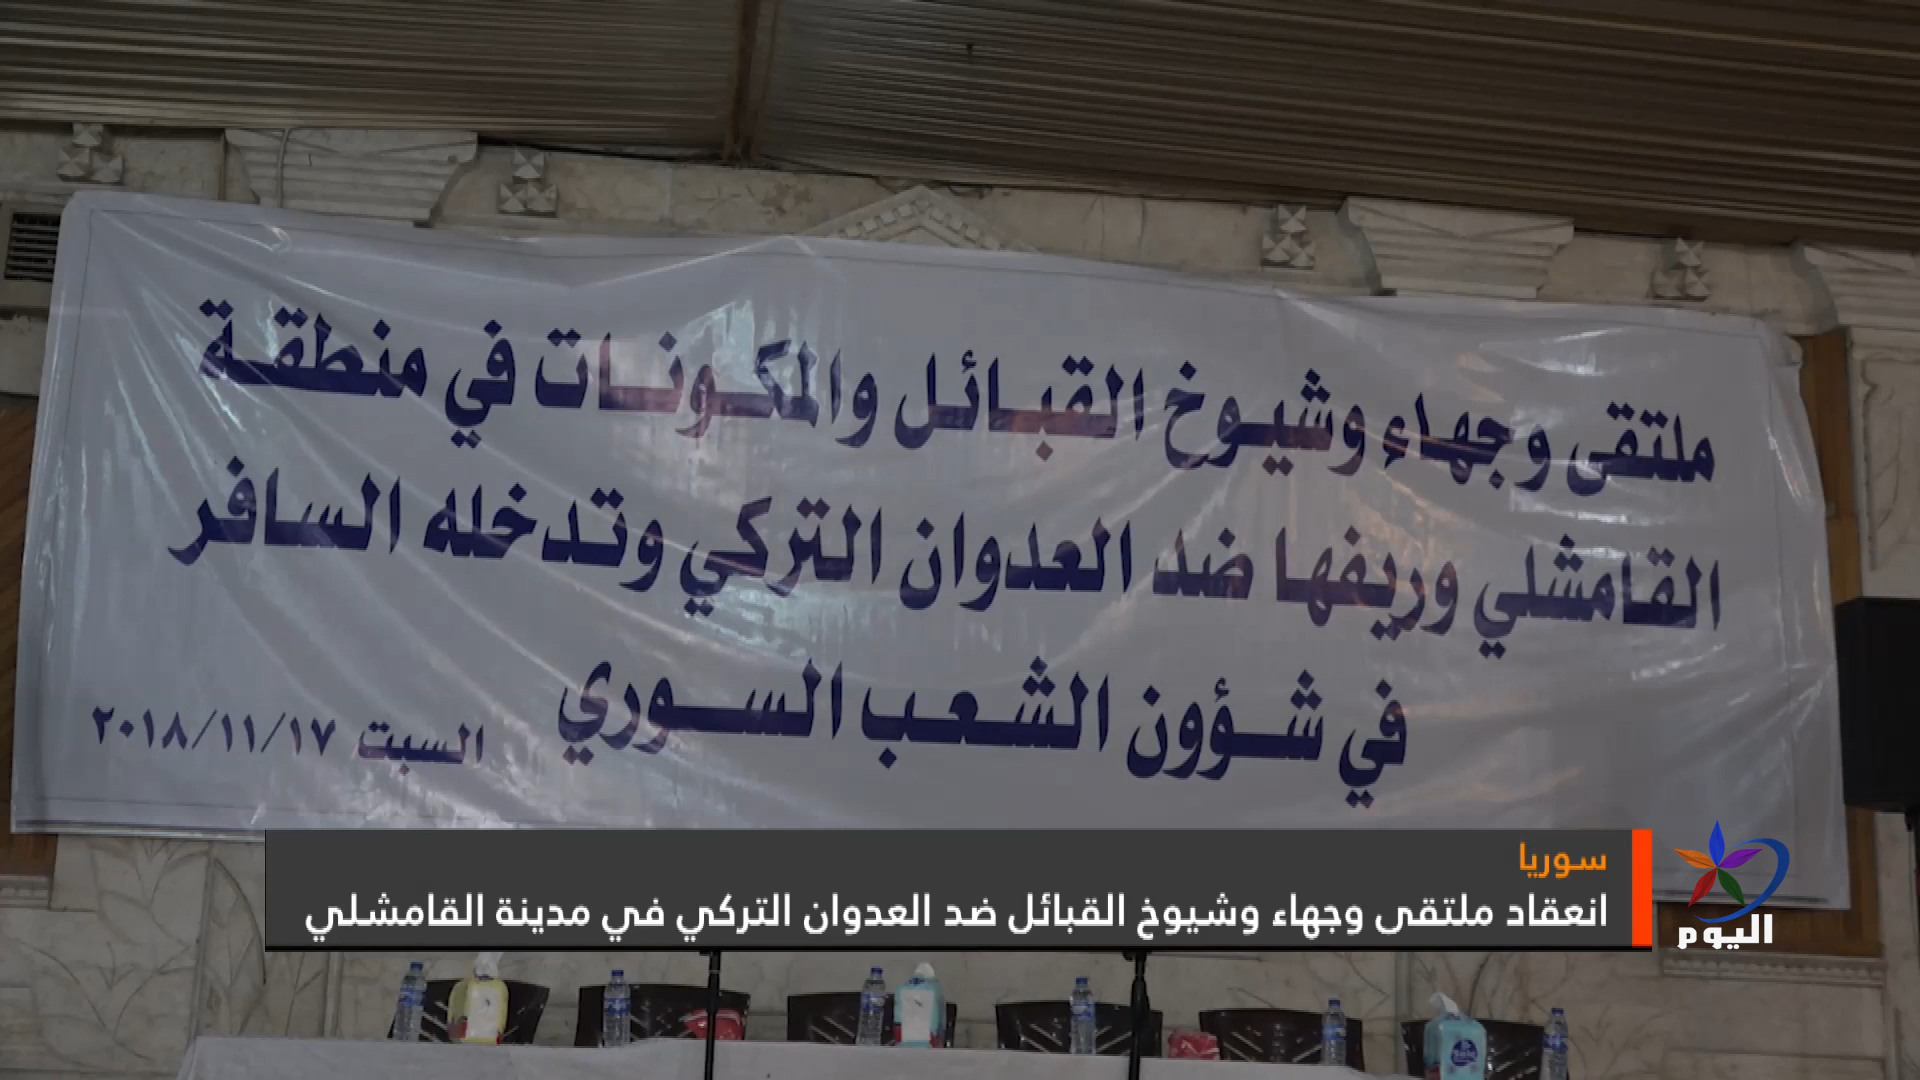 ملتقى وجهاء وشيوخ القبائل والمكونات في منطقة
القامشلي وريفها ضد العدوان التركي وتدخله السافر
في شؤون الشعب السوري
السبت ٢٠١٨/١١/١٧
سوريا
انعقاد ملتقى وجهاء وشيوخ القبائل ضد العدوان التركي في مدينة القامشلي
اليوم